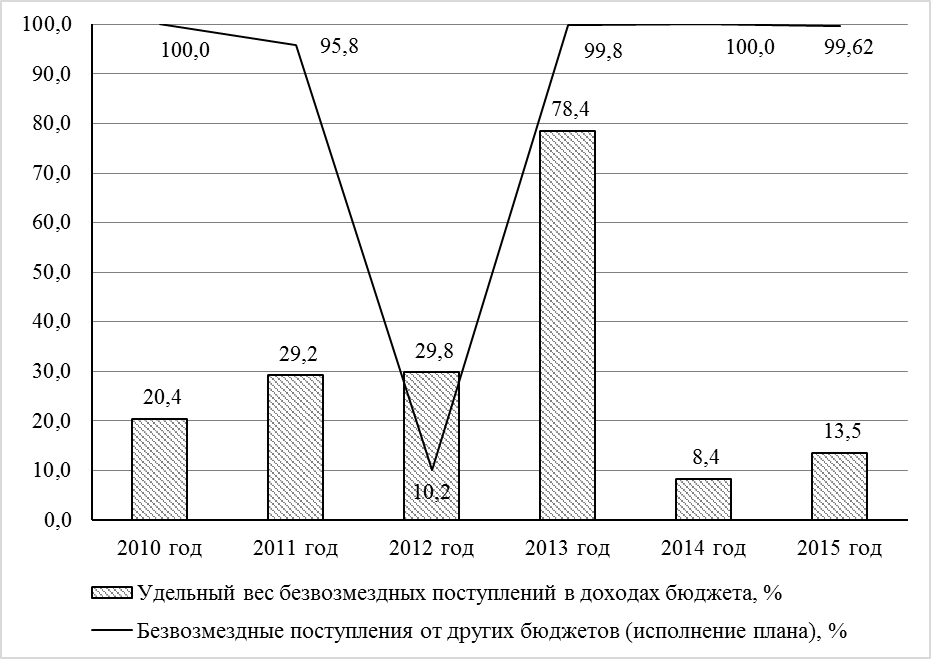 100,0
90,0
80,0
70,0
60,0
50,0
40,0
30,0
20,0
10,0
0,0
100,0
95,8
10,2
99,8
100,0
99,62
20,4
29,2
29,8
78,4
8,4
13,5
2010 год
2011 год
2012 год
2013 год
2014 год
2015 год
Удельный вес безвозмездных поступлений в доходах бюджета, %
Безвозмездные поступления от других бюджетов (исполнение плана), %